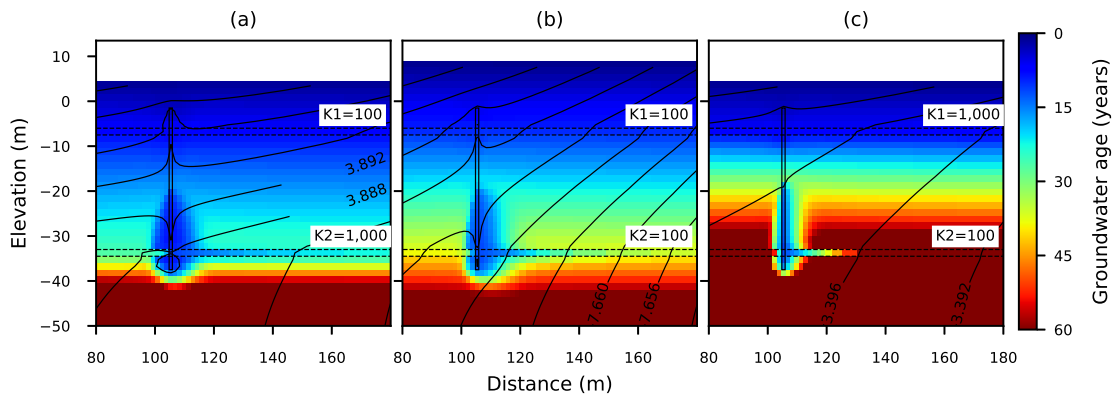 (a)
(b)
(c)
10
0
−10
−20
−30
−40
−50
Elevation (m)
K1=100
3.892
3.888
K2=1,000
K1=100
K2=100
7.660
7.656
K1=1,000
K2=100
3.396
3.392
80 100 120 140 160
80 100 120 140 160
80 100 120 140 160 180
Distance (m)
0
15
30
45
60
Groundwater age (years)